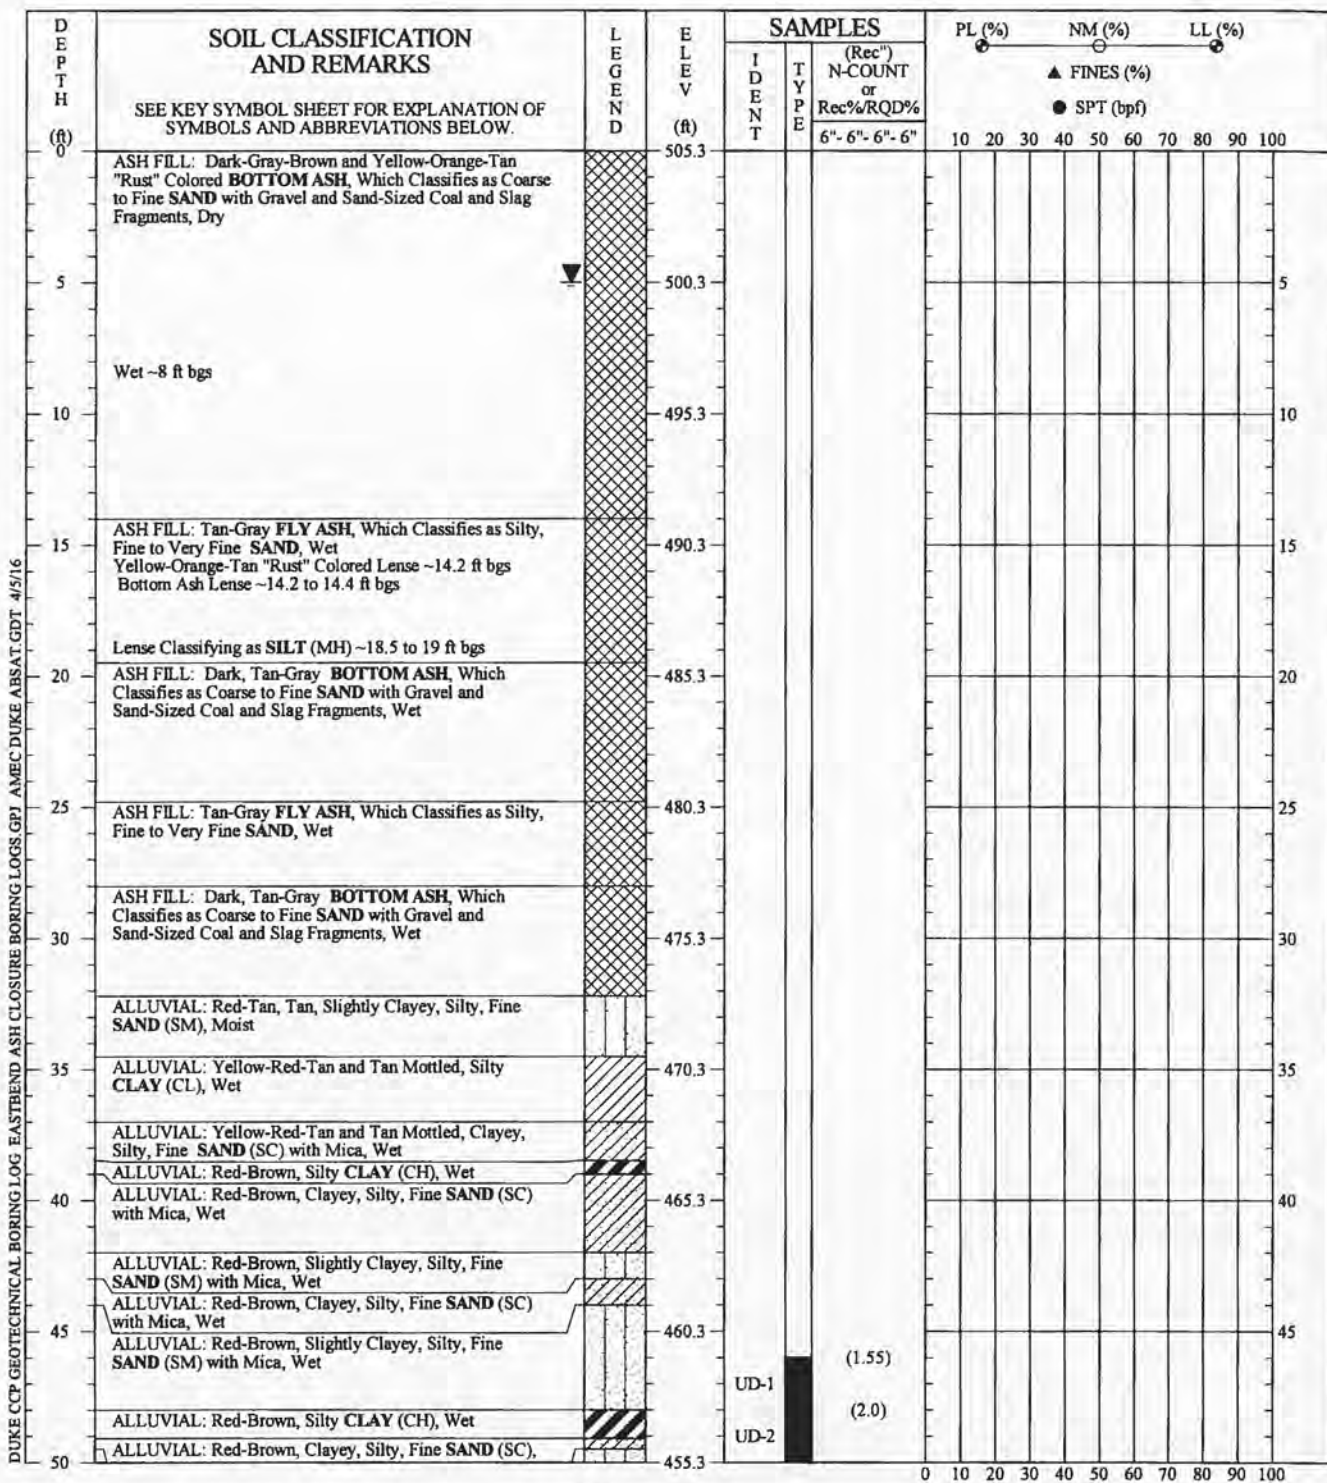 DEPTH (ft)
SOIL CLASSIFICATION
AND REMARKS
SEE KEY SYMBOL SHEET FOR EXPLANATION OF
SYMBOLS AND ABBREVIATIONS BELOW.
LEGEND
ELEV (ft)
SAMPLES
IDENT
TYPE
(Rec")
N-COUNT
or
Rec%/RQD%
6"- 6"- 6"- 6"
PL (%) NM (%) LL (%)
▲ FINES (%)
● SPT (bpf)
10 20 30 40 50 60 70 80 90 100
0
505.3
ASH FILL: Dark-Gray-Brown and Yellow-Orange-Tan
"Rust" Colored BOTTOM ASH, Which Classifies as Coarse
to Fine SAND with Gravel and Sand-Sized Coal and Slag
Fragments, Dry
5
500.3
5
Wet ~8 ft bgs
10
495.3
10
ASH FILL: Tan-Gray FLY ASH, Which Classifies as Silty,
Fine to Very Fine SAND, Wet
15
490.3
15
Yellow-Orange-Tan "Rust" Colored Lense ~14.2 ft bgs
Bottom Ash Lense ~14.2 to 14.4 ft bgs
Lense Classifying as SILT (MH) ~18.5 to 19 ft bgs
20
485.3
20
ASH FILL: Dark, Tan-Gray BOTTOM ASH, Which
Classifies as Coarse to Fine SAND with Gravel and
Sand-Sized Coal and Slag Fragments, Wet
25
480.3
25
ASH FILL: Tan-Gray FLY ASH, Which Classifies as Silty,
Fine to Very Fine SAND, Wet
ASH FILL: Dark, Tan-Gray BOTTOM ASH, Which
Classifies as Coarse to Fine SAND with Gravel and
Sand-Sized Coal and Slag Fragments, Wet
30
475.3
30
ALLUVIAL: Red-Tan, Tan, Slightly Clayey, Silty, Fine
SAND (SM), Moist
35
470.3
35
ALLUVIAL: Yellow-Red-Tan and Tan Mottled, Silty
CLAY (CL), Wet
ALLUVIAL: Yellow-Red-Tan and Tan Mottled, Clayey,
Silty, Fine SAND (SC) with Mica, Wet
ALLUVIAL: Red-Brown, Silty CLAY (CH), Wet
40
465.3
40
ALLUVIAL: Red-Brown, Clayey, Silty, Fine SAND (SC)
with Mica, Wet
ALLUVIAL: Red-Brown, Slightly Clayey, Silty, Fine
SAND (SM) with Mica, Wet
ALLUVIAL: Red-Brown, Clayey, Silty, Fine SAND (SC)
with Mica, Wet
45
460.3
45
ALLUVIAL: Red-Brown, Slightly Clayey, Silty, Fine
SAND (SM) with Mica, Wet
(1.55)
UD-1
(2.0)
UD-2
ALLUVIAL: Red-Brown, Silty CLAY (CH), Wet
ALLUVIAL: Red-Brown, Clayey, Silty, Fine SAND (SC),
50
455.3
0 10 20 30 40 50 60 70 80 90 100
DUKE CCP GEOTECHNICAL BORING LOG EASTBEND ASH CLOSURE BORING LOGS.GPJ AMEC DUKE ABSAT.GDT 4/5/16